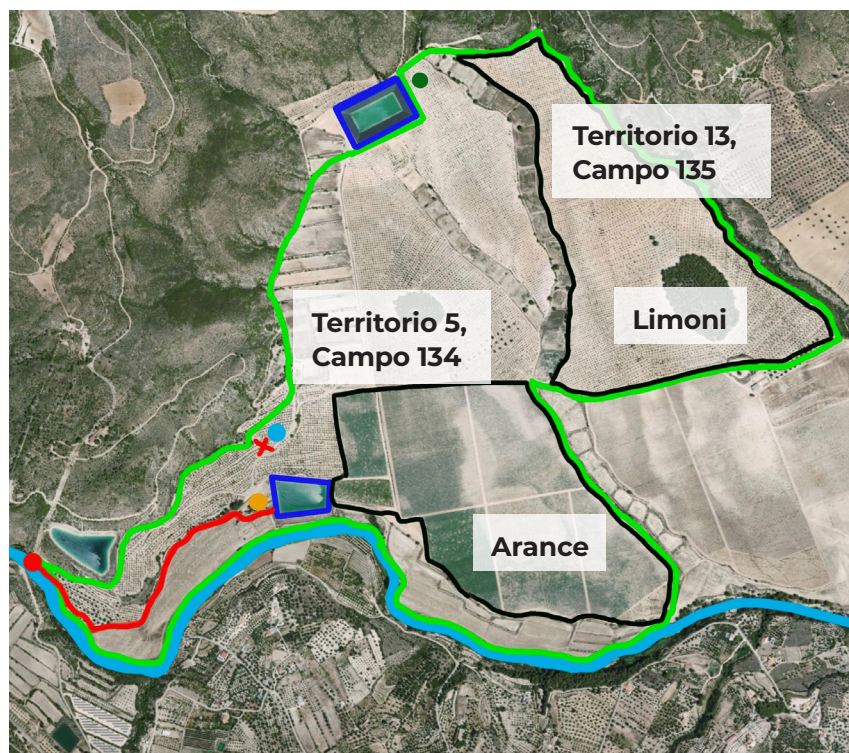 Territorio 13,
Campo 135
Limoni
Territorio 5,
Campo 134
Arance